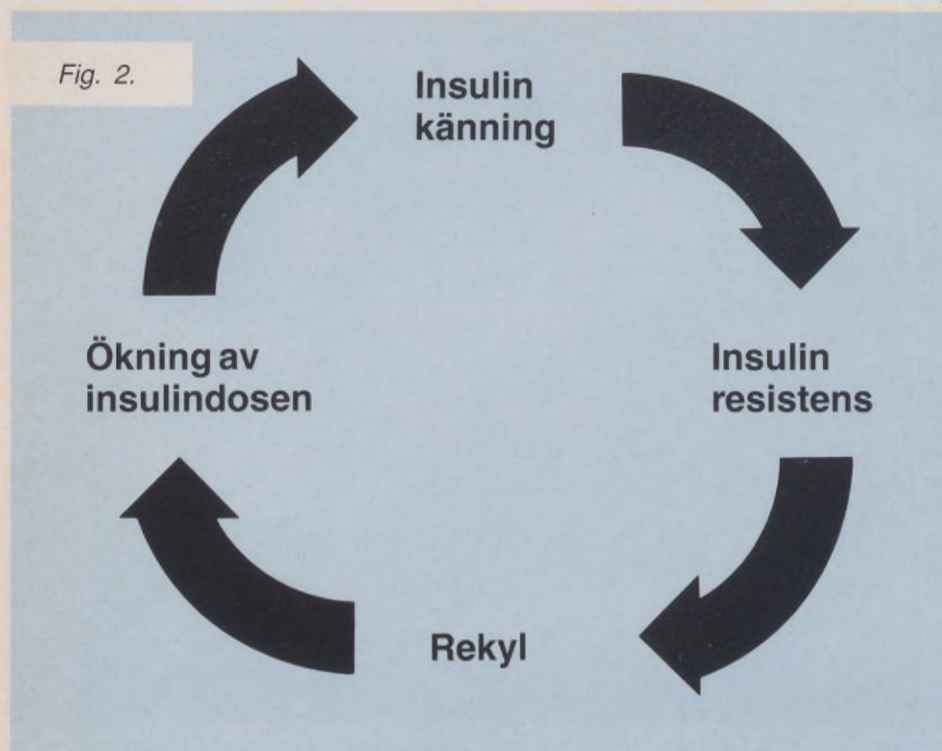 Fig. 2.
Insulin
känning
Insulin
resistens
Rekyl
Ökning av
insulindosen